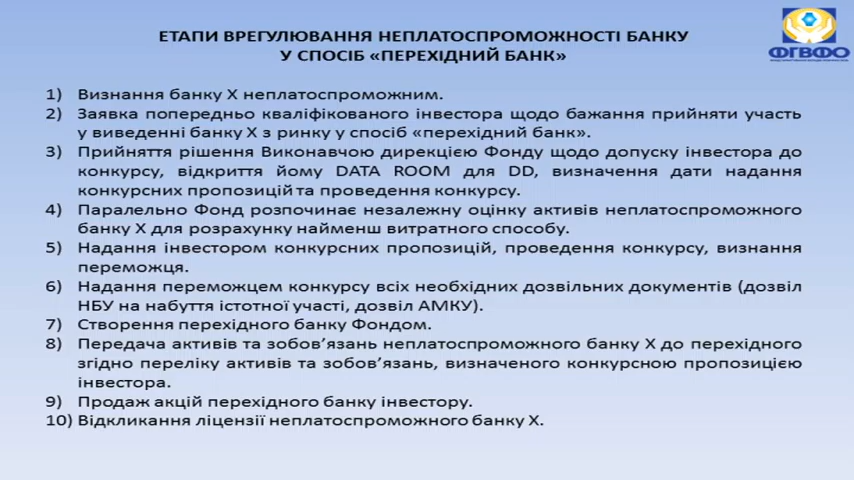 ЕТАПИ ВРЕГУЛЮВАННЯ НЕПЛАТОСПРОМОЖНОСТІ БАНКУ
У СПОСІБ «ПЕРЕХІДНИЙ БАНК»
ФГВФО
1) Визнання банку Х неплатоспроможним.
2) Заявка попередньо кваліфікованого інвестора щодо бажання прийняти участь
у виведенні банку Х з ринку у спосіб «перехідний банк».
3) Прийняття рішення Виконавчою дирекцією Фонду щодо допуску інвестора до
конкурсу, відкриття йому DATA ROOM для DD, визначення дати надання
конкурсних пропозицій та проведення конкурсу.
4) Паралельно Фонд розпочинає незалежну оцінку активів неплатоспроможного
банку Х для розрахунку найменш витратного способу.
5) Надання інвестором конкурсних пропозицій, проведення конкурсу, визнання
переможця.
6) Надання переможцем конкурсу всіх необхідних дозвільних документів (дозвіл
НБУ на набуття істотної участі, дозвіл АМКУ).
7) Створення перехідного банку Фондом.
8) Передача активів та зобов’язань неплатоспроможного банку Х до перехідного
згідно переліку активів та зобов’язань, визначеного конкурсною пропозицією
інвестора.
9) Продаж акцій перехідного банку інвестору.
10) Відкликання ліцензії неплатоспроможного банку Х.